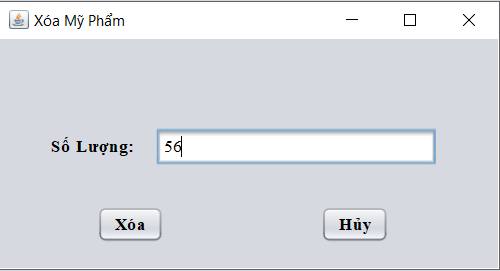 Xóa Mỹ Phẩm
Số Lượng: 56
Xóa Hủy